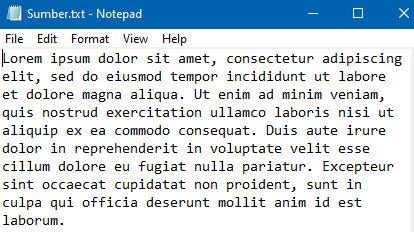 Sumber.txt - Notepad
File Edit Format View Help
Lorem ipsum dolor sit amet, consectetur adipiscing
elit, sed do eiusmod tempor incididunt ut labore
et dolore magna aliqua. Ut enim ad minim veniam,
quis nostrud exercitation ullamco laboris nisi ut
aliquip ex ea commodo consequat. Duis aute irure
dolor in reprehenderit in voluptate velit esse
cillum dolore eu fugiat nulla pariatur. Excepteur
sint occaecat cupidatat non proident, sunt in
culpa qui officia deserunt mollit anim id est
laborum.